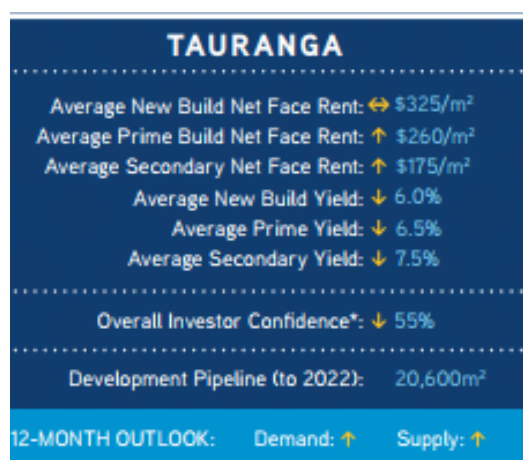 TAURANGA
Average New Build Net Face Rent: ↔ $325/m²
Average Prime Build Net Face Rent: ↑ $260/m²
Average Secondary Net Face Rent: ↑ $175/m²
Average New Build Yield: ↓ 6.0%
Average Prime Yield: ↓ 6.5%
Average Secondary Yield: ↓ 7.5%
Overall Investor Confidence*: ↓ 55%
Development Pipeline (to 2022): 20,600m²
12-MONTH OUTLOOK: Demand: ↑ Supply: ↑